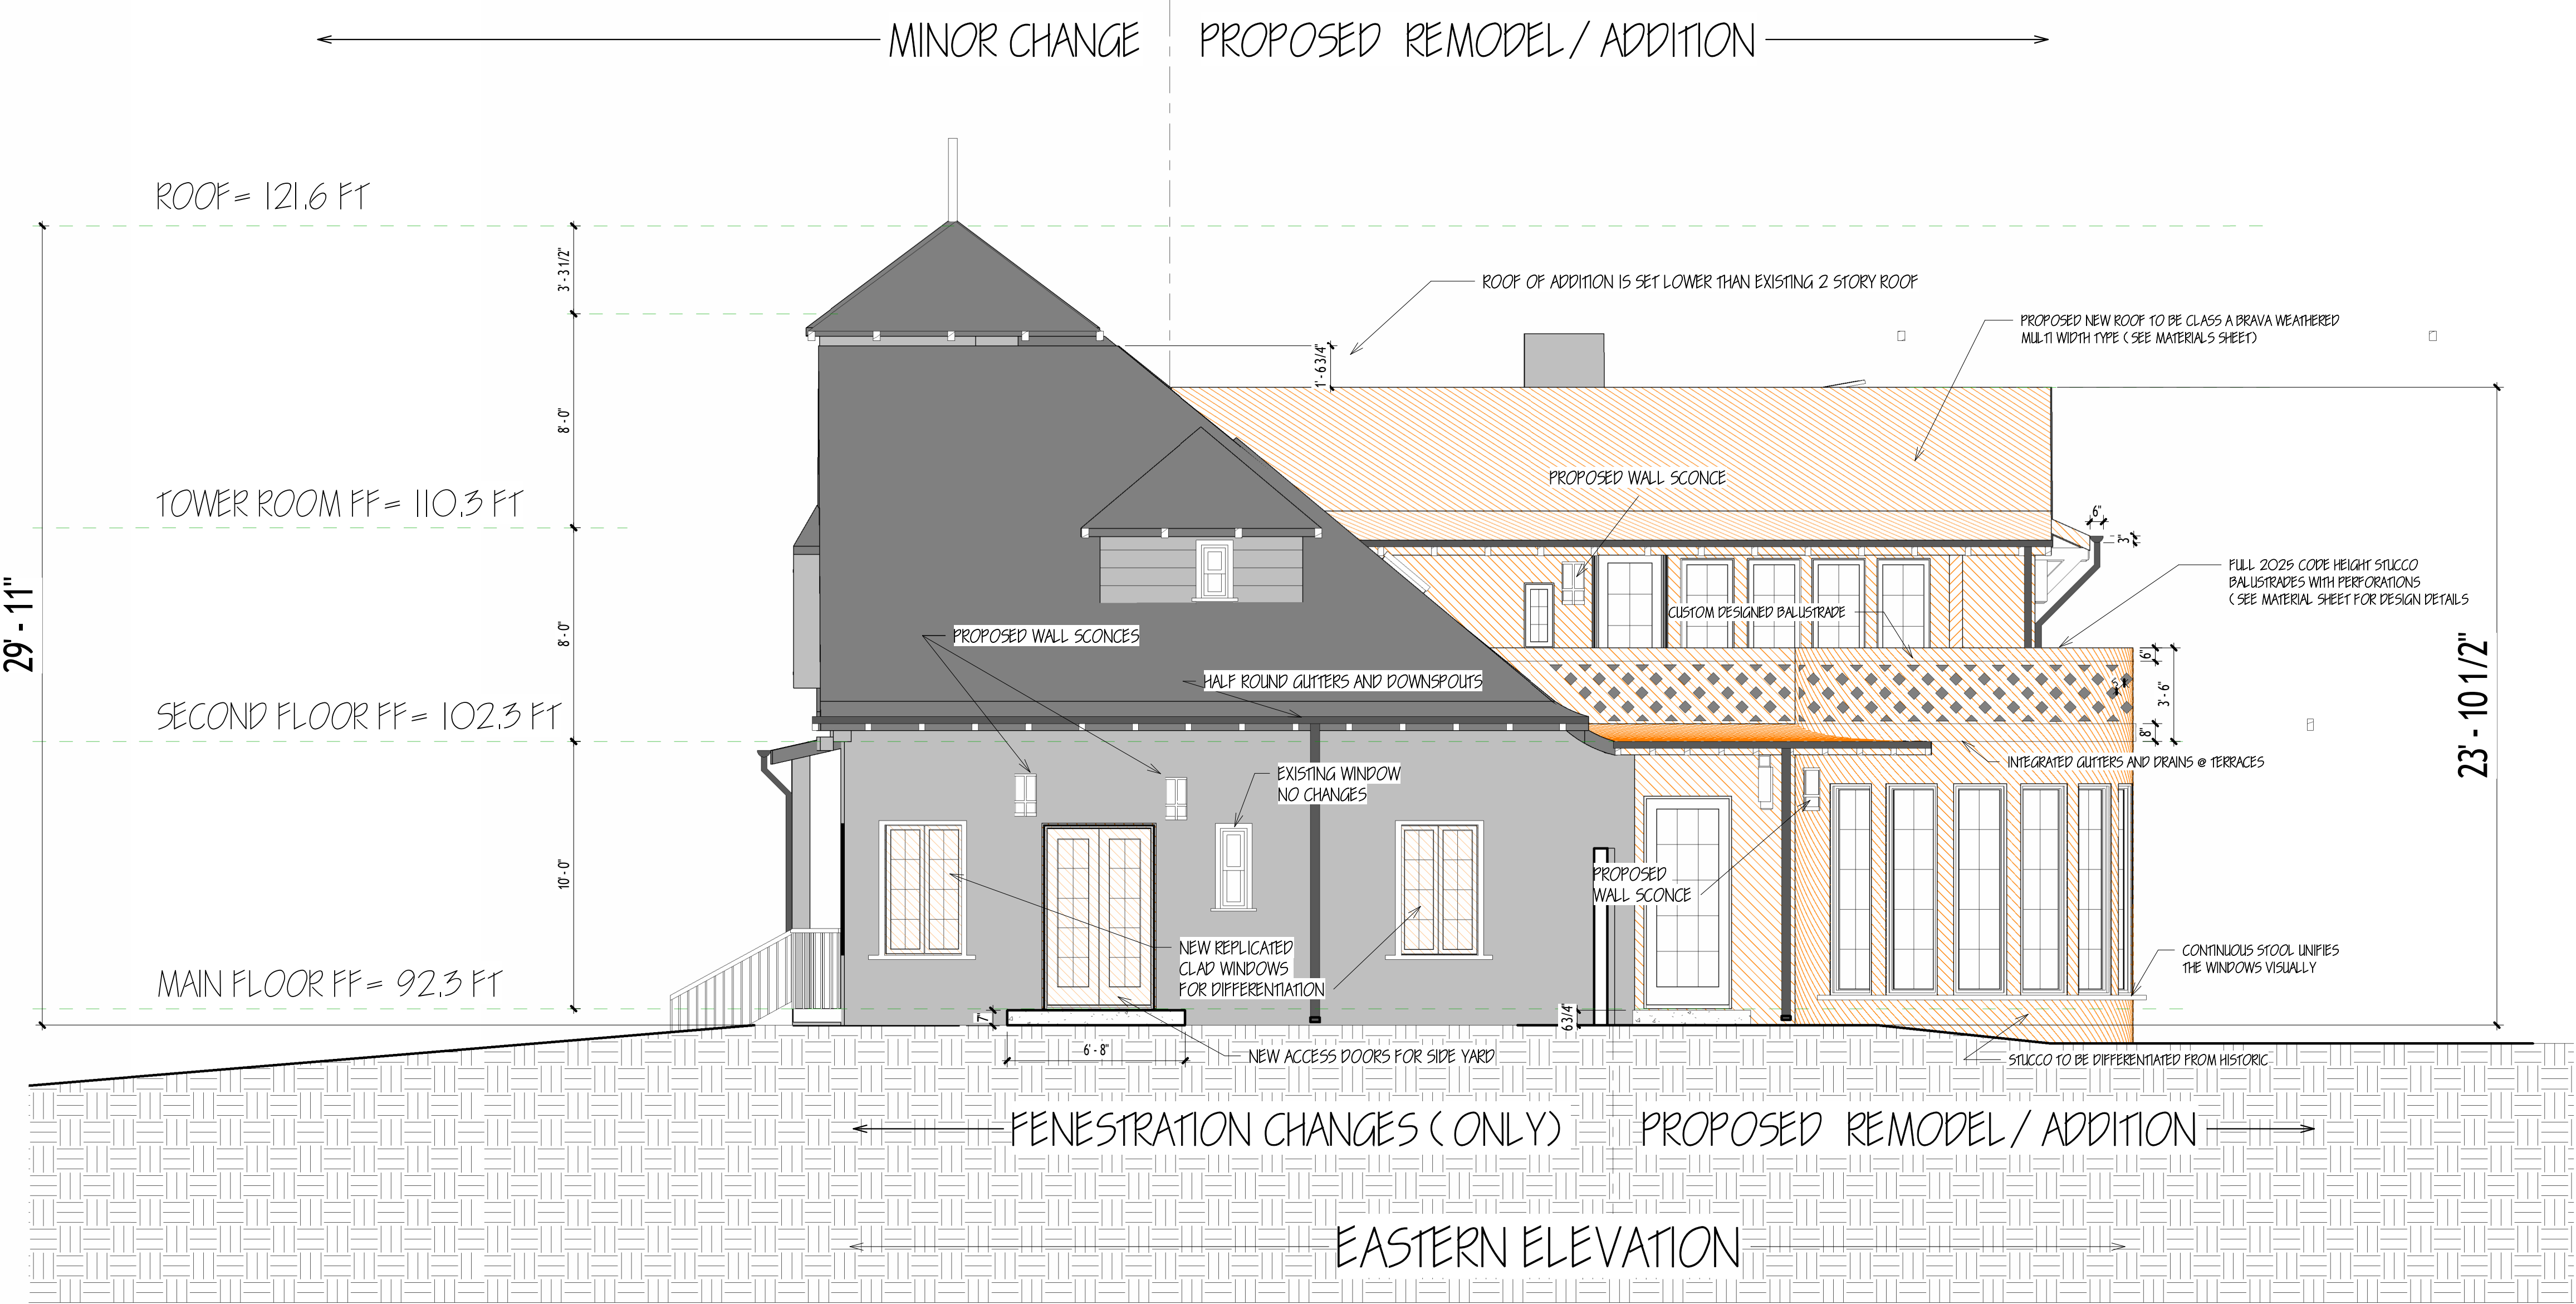 MINOR CHANGE
PROPOSED REMODEL / ADDITION
ROOF= 121.6 FT
3' - 3 1/2"
ROOF OF ADDITION IS SET LOWER THAN EXISTING 2 STORY ROOF
PROPOSED NEW ROOF TO BE CLASS A BRAVA WEATHERED
MULTI WIDTH TYPE ( SEE MATERIALS SHEET)
1' - 6 3/4"
8' - 0"
PROPOSED WALL SCONCE
TOWER ROOM FF= 110.3 FT
6"
3"
FULL 2025 CODE HEIGHT STUCCO
BALUSTRADES WITH PERFORATIONS
( SEE MATERIAL SHEET FOR DESIGN DETAILS
29' - 11"
8' - 0"
CUSTOM DESIGNED BALUSTRADE
PROPOSED WALL SCONCES
HALF ROUND GUTTERS AND DOWNSPOUTS
6"
3' - 6"
8"
23' - 10 1/2"
SECOND FLOOR FF= 102.3 FT
INTEGRATED GUTTERS AND DRAINS @ TERRACES
EXISTING WINDOW
NO CHANGES
10' - 0"
PROPOSED
WALL SCONCE
NEW REPLICATED
CLAD WINDOWS
FOR DIFFERENTIATION
CONTINUOUS STOOL UNIFIES
THE WINDOWS VISUALLY
MAIN FLOOR FF= 92.3 FT
7"
6 3/4"
6' - 8"
NEW ACCESS DOORS FOR SIDE YARD
STUCCO TO BE DIFFERENTIATED FROM HISTORIC
FENESTRATION CHANGES ( ONLY)
PROPOSED REMODEL / ADDITION
EASTERN ELEVATION